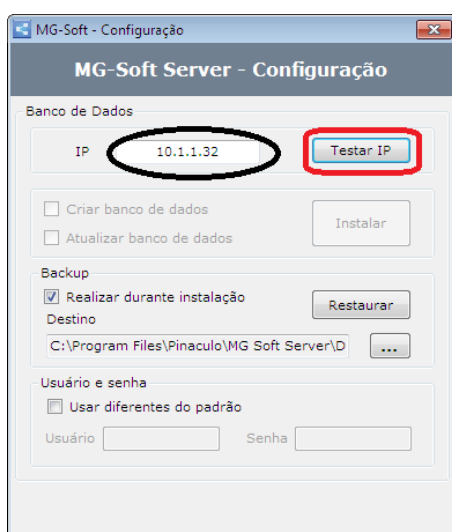 MG-Soft - Configuração
MG-Soft Server - Configuração
Banco de Dados
IP 10.1.1.32 Testar IP
Criar banco de dados
Instalar
Atualizar banco de dados
Backup
Realizar durante instalação
Restaurar
Destino
C:\Program Files\Pinaculo\MG Soft Server\D ...
Usuário e senha
Usar diferentes do padrão
Usuário Senha